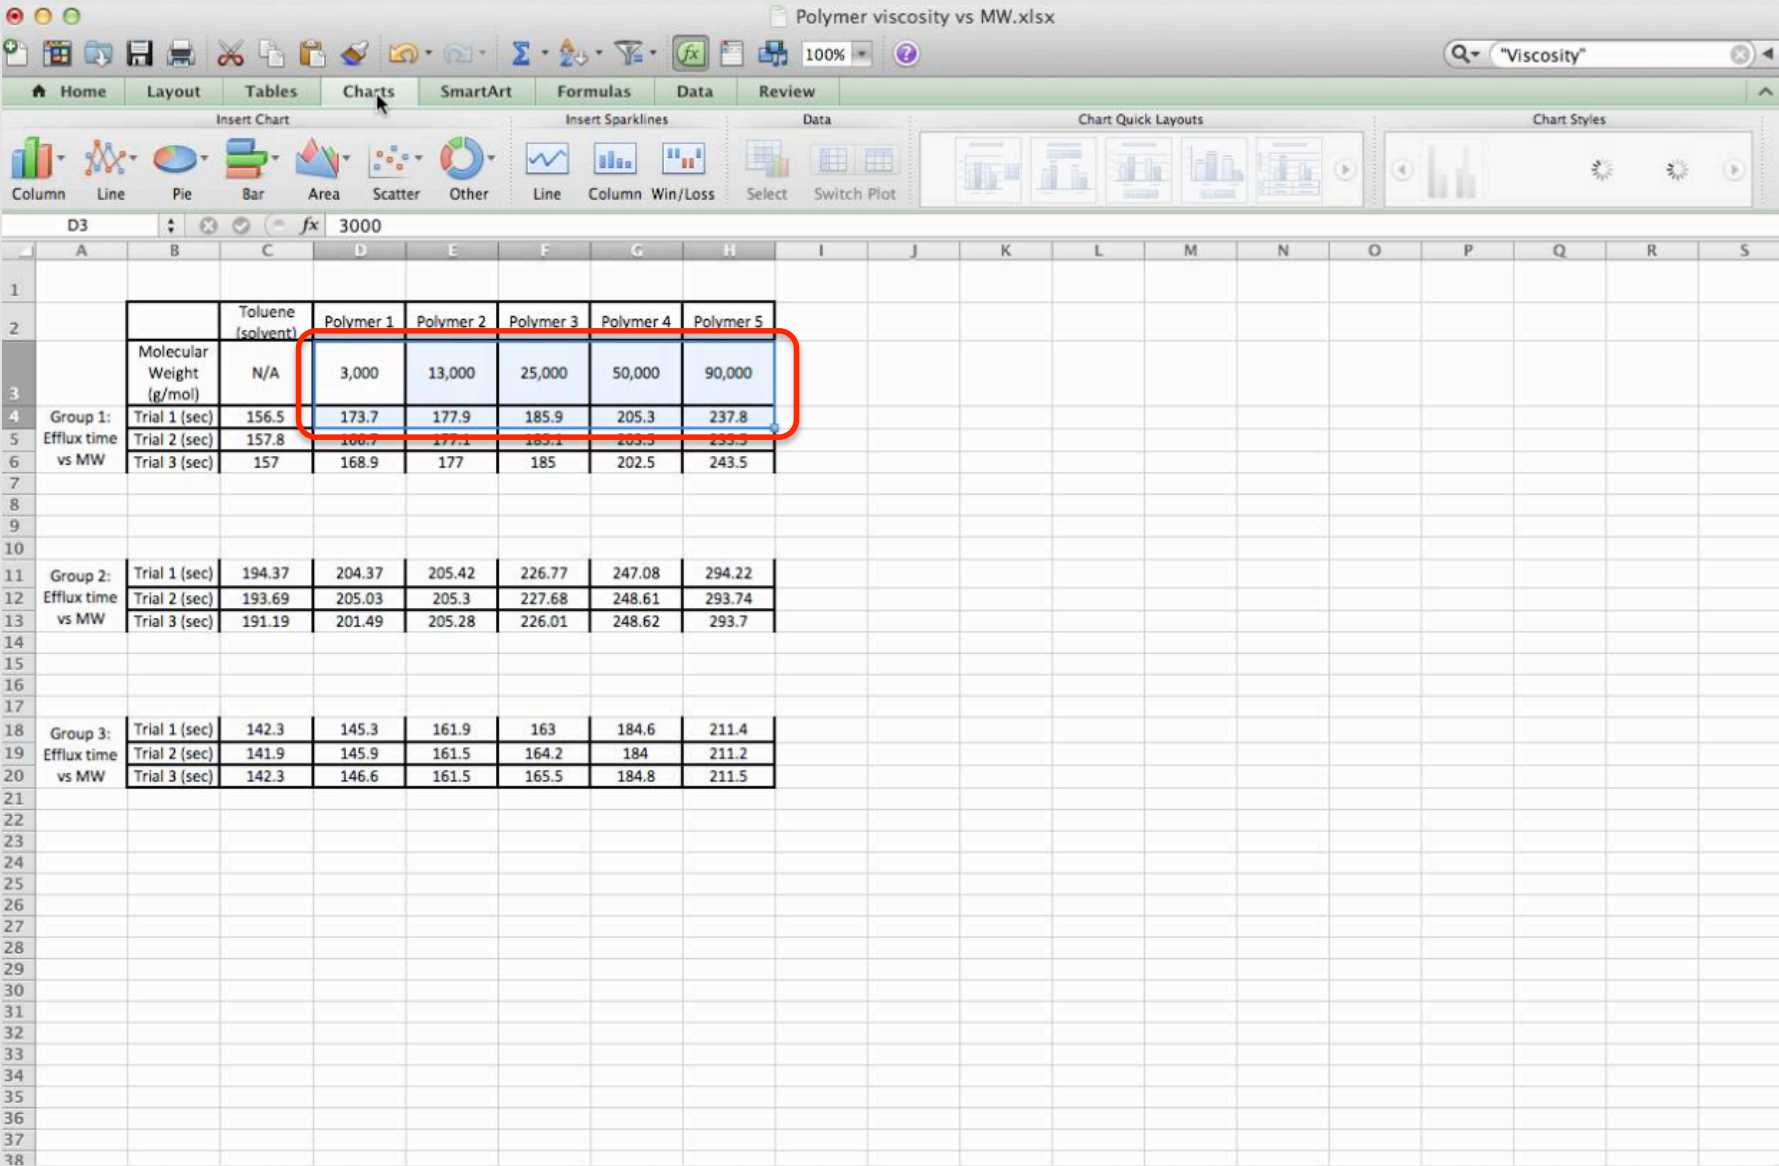 Polymer viscosity vs MW.xlsx
100% ? "Viscosity"
Home Layout Tables Charts SmartArt Formulas Data Review
Insert Chart Insert Sparklines Data Chart Quick Layouts Chart Styles
Column Line Pie Bar Area Scatter Other Line Column Win/Loss Select Switch Plot
D3 fx 3000
A B C D E F G H I J K L M N O P Q R S
1
2 Toluene (solvent) Polymer 1 Polymer 2 Polymer 3 Polymer 4 Polymer 5
3 Molecular Weight (g/mol) N/A 3,000 13,000 25,000 50,000 90,000
4 Group 1: Trial 1 (sec) 156.5 173.7 177.9 185.9 205.3 237.8
5 Efflux time Trial 2 (sec) 157.8 177.1 185.1
6 vs MW Trial 3 (sec) 157 168.9 177 185 202.5 243.5
7
8
9
10
11 Group 2: Trial 1 (sec) 194.37 204.37 205.42 226.77 247.08 294.22
12 Efflux time Trial 2 (sec) 193.69 205.03 205.3 227.68 248.61 293.74
13 vs MW Trial 3 (sec) 191.19 201.49 205.28 226.01 248.62 293.7
14
15
16
17
18 Group 3: Trial 1 (sec) 142.3 145.3 161.9 163 184.6 211.4
19 Efflux time Trial 2 (sec) 141.9 145.9 161.5 164.2 184 211.2
20 vs MW Trial 3 (sec) 142.3 146.6 161.5 165.5 184.8 211.5
21
22
23
24
25
26
27
28
29
30
31
32
33
34
35
36
37
38